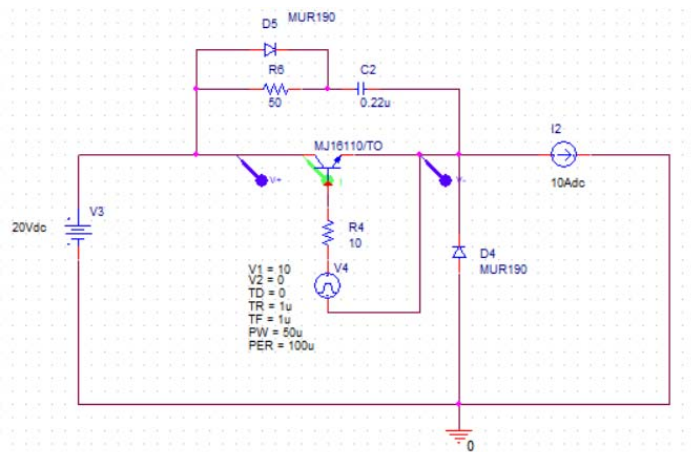 D5 MUR190
R6
50
C2
0.22u
MJ16110/TO
I2
10Adc
V+
I
V-
V3
20Vdc
R4
10
V4
V1 = 10
V2 = 0
TD = 0
TR = 1u
TF = 1u
PW = 50u
PER = 100u
D4
MUR190
0